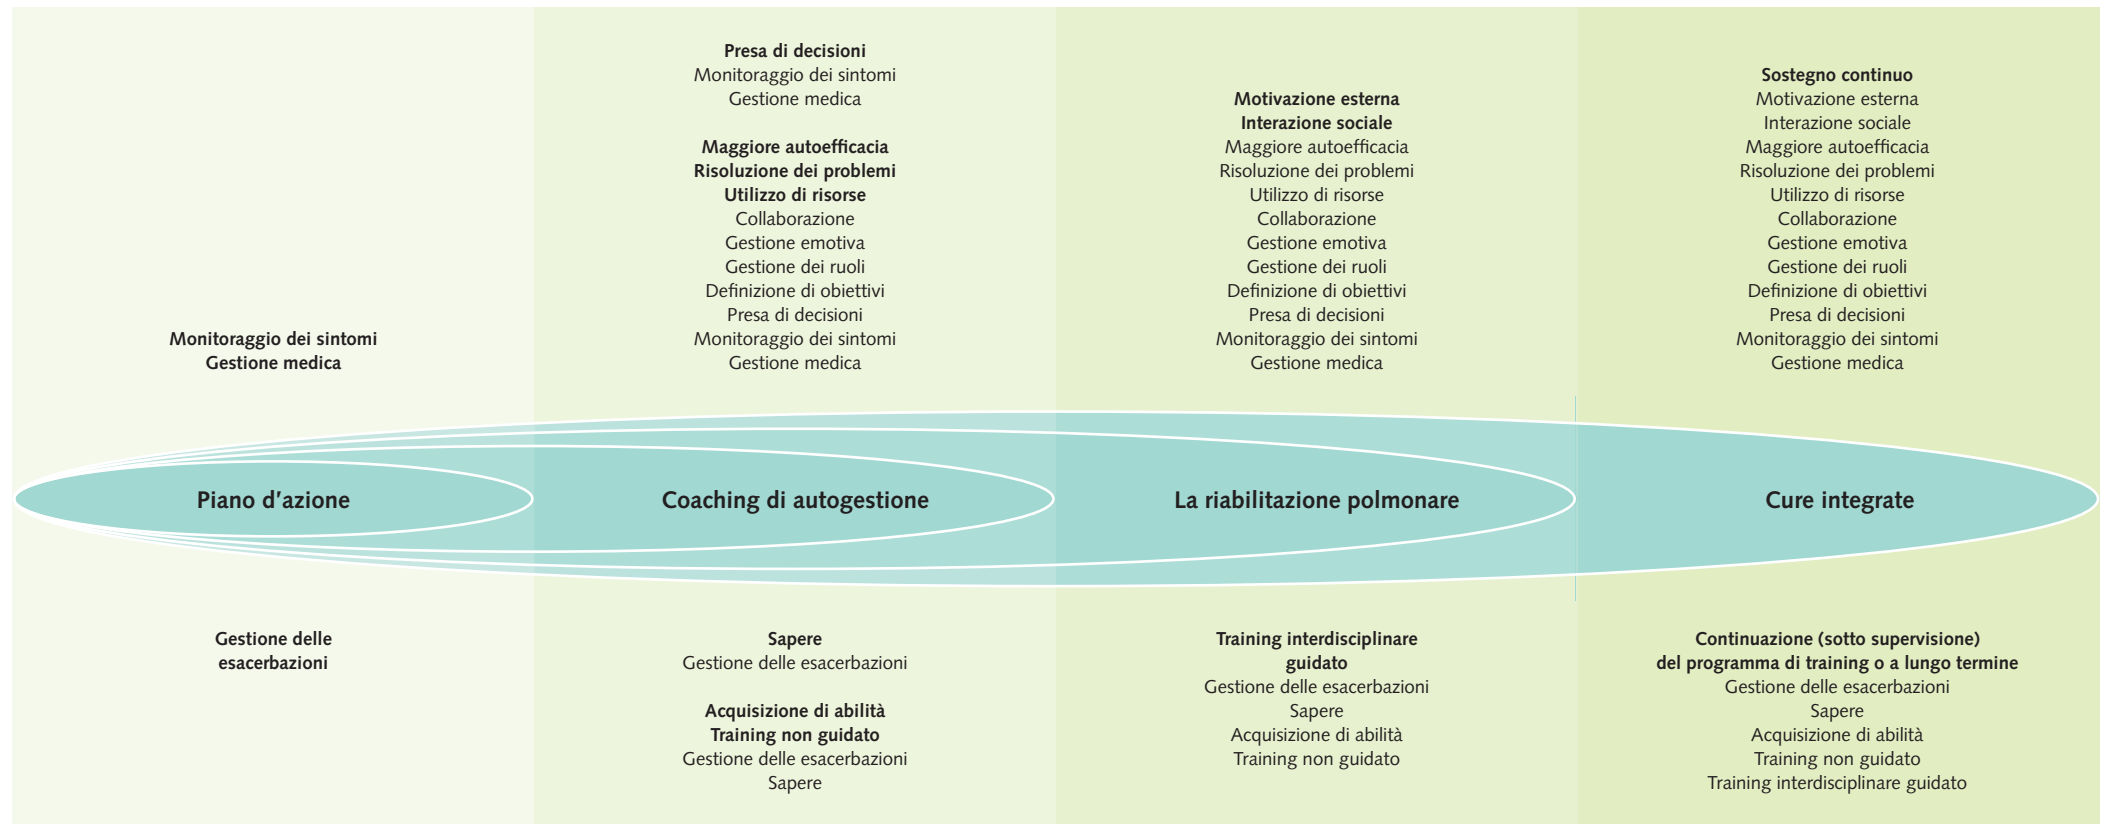 Monitoraggio dei sintomi
Gestione medica
Piano d'azione
Gestione delle
esacerbazioni
Presa di decisioni
Monitoraggio dei sintomi
Gestione medica
Maggiore autoefficacia
Risoluzione dei problemi
Utilizzo di risorse
Collaborazione
Gestione emotiva
Gestione dei ruoli
Definizione di obiettivi
Presa di decisioni
Monitoraggio dei sintomi
Gestione medica
Coaching di autogestione
Sapere
Gestione delle esacerbazioni
Acquisizione di abilità
Training non guidato
Gestione delle esacerbazioni
Sapere
Motivazione esterna
Interazione sociale
Maggiore autoefficacia
Risoluzione dei problemi
Utilizzo di risorse
Collaborazione
Gestione emotiva
Gestione dei ruoli
Definizione di obiettivi
Presa di decisioni
Monitoraggio dei sintomi
Gestione medica
La riabilitazione polmonare
Training interdisciplinare
guidato
Gestione delle esacerbazioni
Sapere
Acquisizione di abilità
Training non guidato
Sostegno continuo
Motivazione esterna
Interazione sociale
Maggiore autoefficacia
Risoluzione dei problemi
Utilizzo di risorse
Collaborazione
Gestione emotiva
Gestione dei ruoli
Definizione di obiettivi
Presa di decisioni
Monitoraggio dei sintomi
Gestione medica
Cure integrate
Continuazione (sotto supervisione)
del programma di training o a lungo termine
Gestione delle esacerbazioni
Sapere
Acquisizione di abilità
Training non guidato
Training interdisciplinare guidato